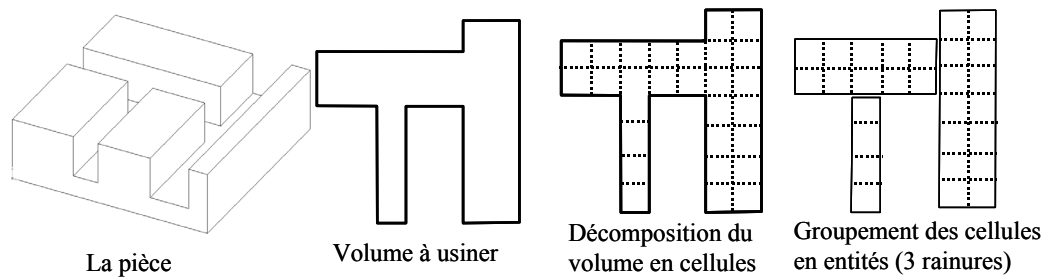 La pièce
Volume à usiner
Décomposition du
volume en cellules
Groupement des cellules
en entités (3 rainures)